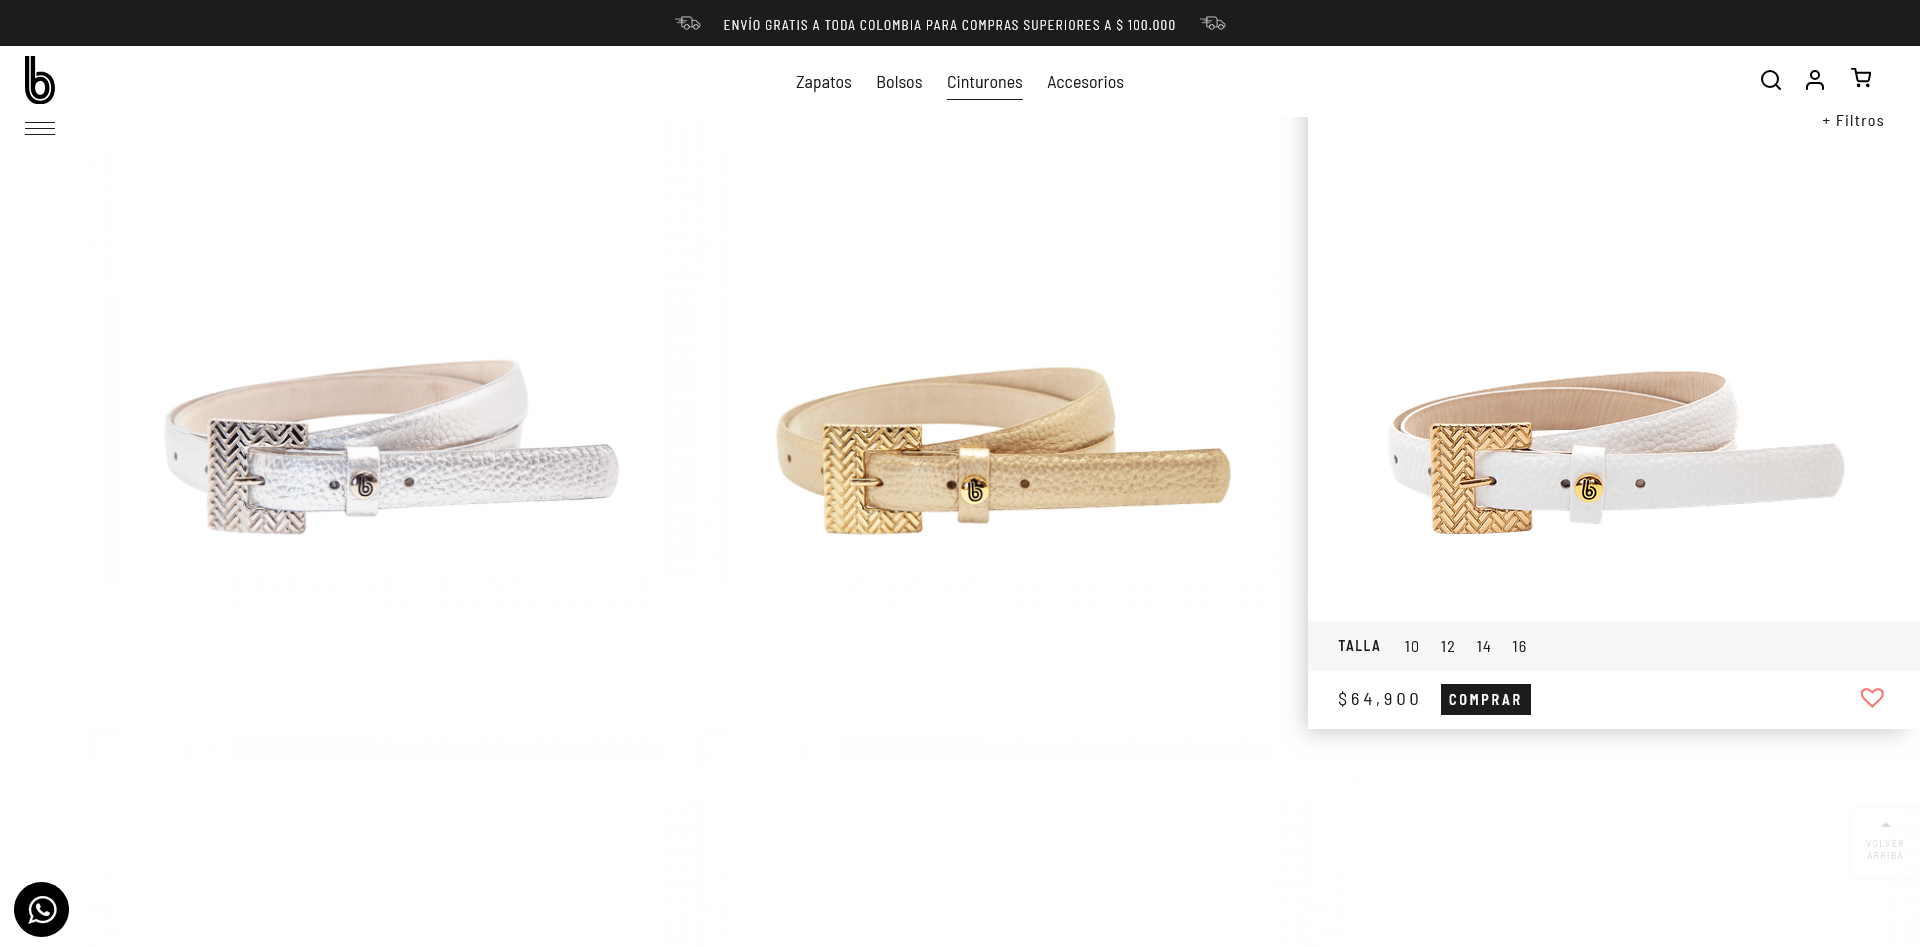 ENVÍO GRATIS A TODA COLOMBIA PARA COMPRAS SUPERIORES A $ 100.000
b
Zapatos Bolsos Cinturones Accesorios
+ Filtros
b
b
b
TALLA 10 12 14 16
$64,900 COMPRAR
VOLVER
ARRIBA